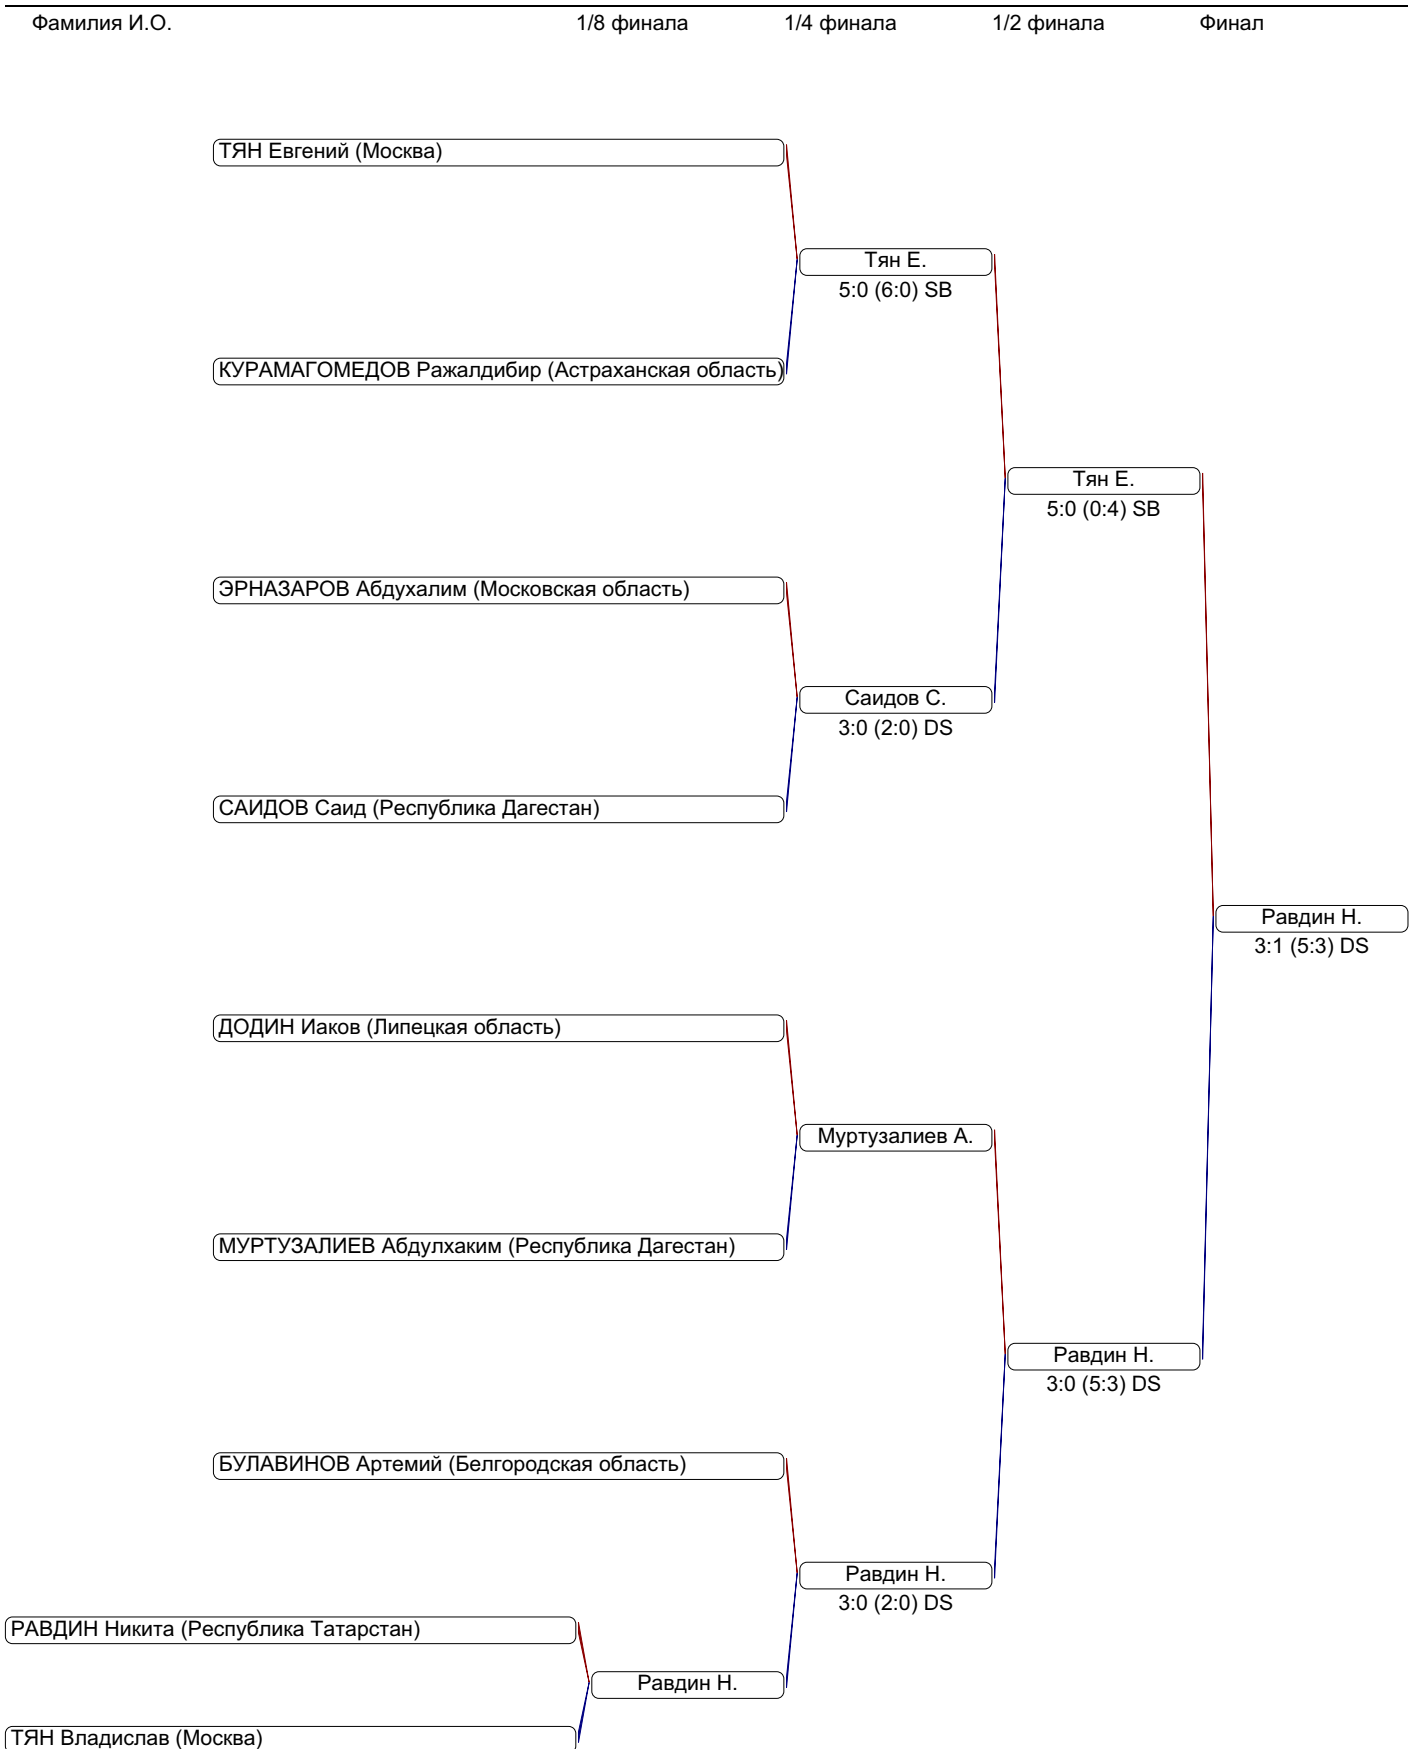 Фамилия И.О. 1/8 финала 1/4 финала 1/2 финала Финал
ТЯН Евгений (Москва)
Тян Е.
5:0 (6:0) SB
КУРАМАГОМЕДОВ Ражалдибир (Астраханская область)
Тян Е.
5:0 (0:4) SB
ЭРНАЗАРОВ Абдухалим (Московская область)
Саидов С.
3:0 (2:0) DS
САИДОВ Саид (Республика Дагестан)
Равдин Н.
3:1 (5:3) DS
ДОДИН Иаков (Липецкая область)
Муртузалиев А.
МУРТУЗАЛИЕВ Абдулхаким (Республика Дагестан)
Равдин Н.
3:0 (5:3) DS
БУЛАВИНОВ Артемий (Белгородская область)
Равдин Н.
3:0 (2:0) DS
РАВДИН Никита (Республика Татарстан)
Равдин Н.
ТЯН Владислав (Москва)